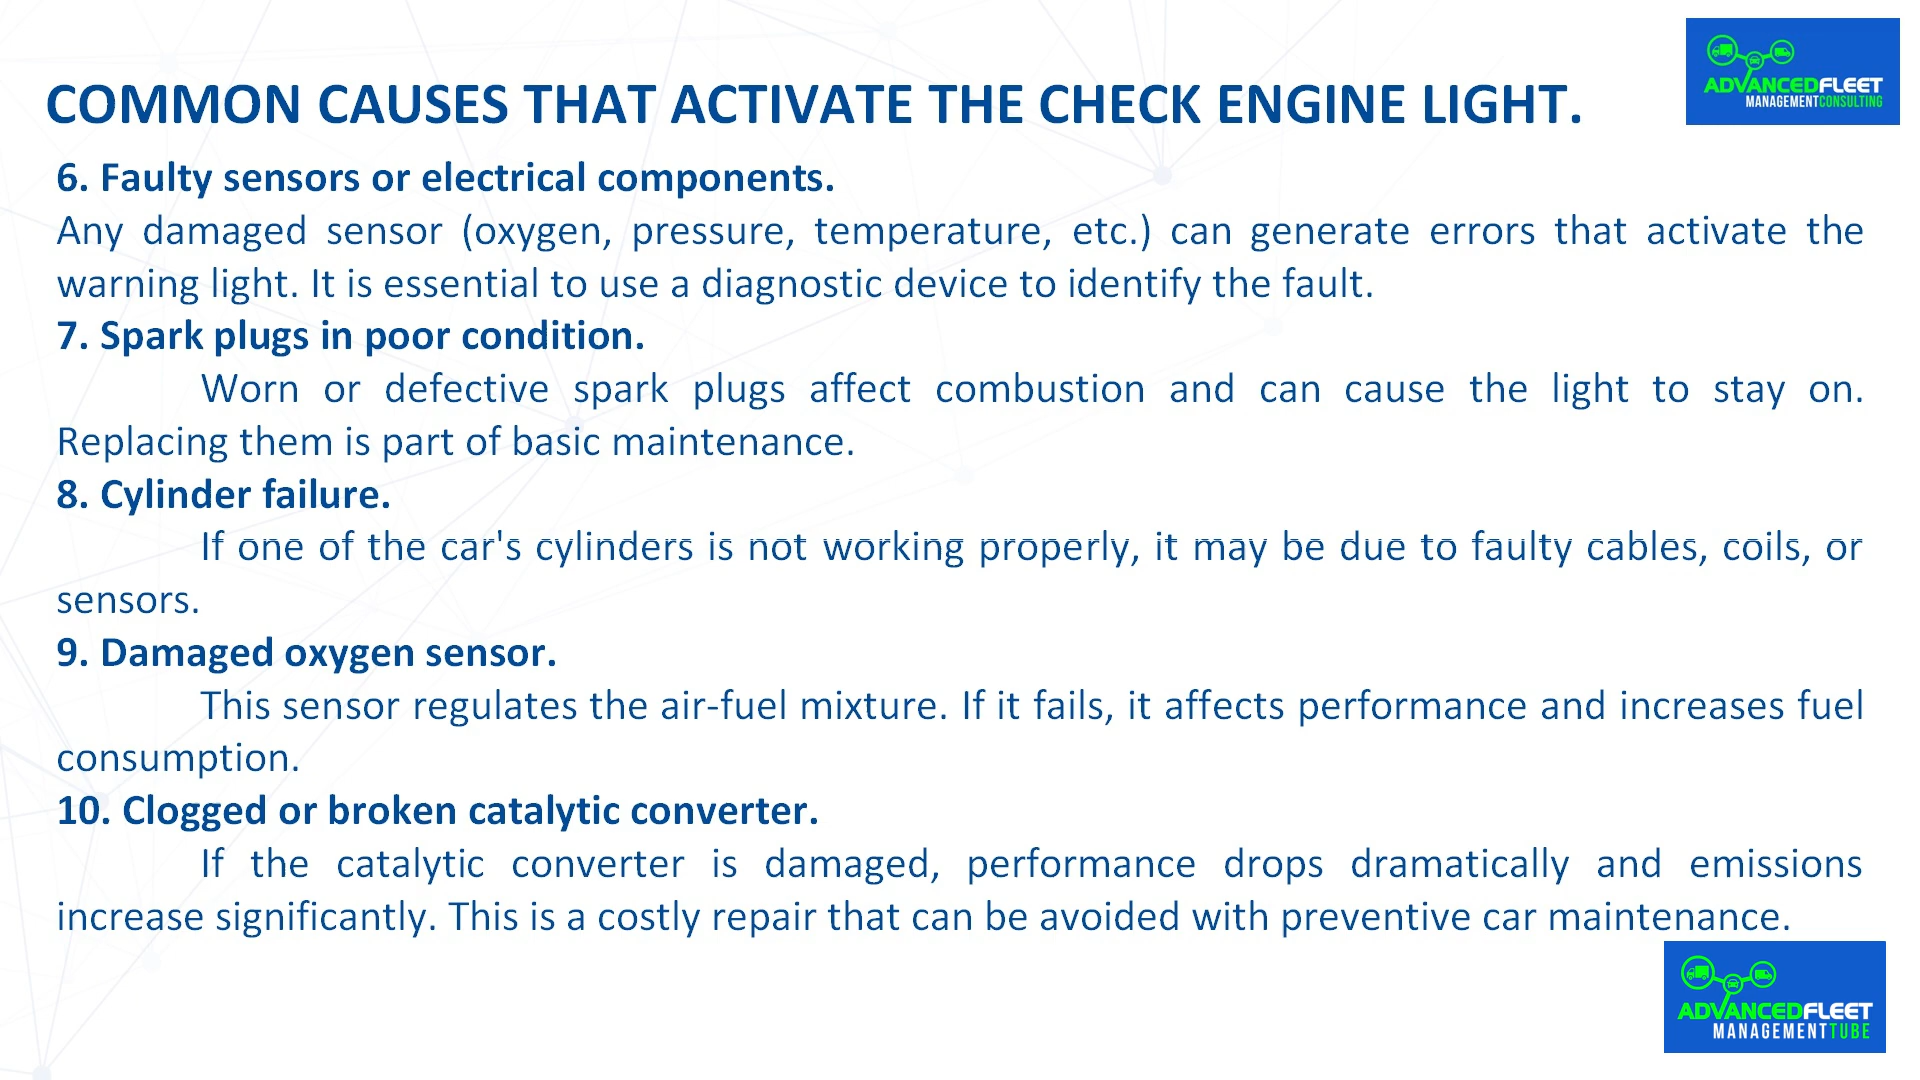 ADVANCEDFLEET
MANAGEMENTCONSULTING
COMMON CAUSES THAT ACTIVATE THE CHECK ENGINE LIGHT.
6. Faulty sensors or electrical components.
Any damaged sensor (oxygen, pressure, temperature, etc.) can generate errors that activate the
warning light. It is essential to use a diagnostic device to identify the fault.
7. Spark plugs in poor condition.
Worn or defective spark plugs affect combustion and can cause the light to stay on.
Replacing them is part of basic maintenance.
8. Cylinder failure.
If one of the car's cylinders is not working properly, it may be due to faulty cables, coils, or
sensors.
9. Damaged oxygen sensor.
This sensor regulates the air-fuel mixture. If it fails, it affects performance and increases fuel
consumption.
10. Clogged or broken catalytic converter.
If the catalytic converter is damaged, performance drops dramatically and emissions
increase significantly. This is a costly repair that can be avoided with preventive car maintenance.
ADVANCEDFLEET
MANAGEMENTTUBE